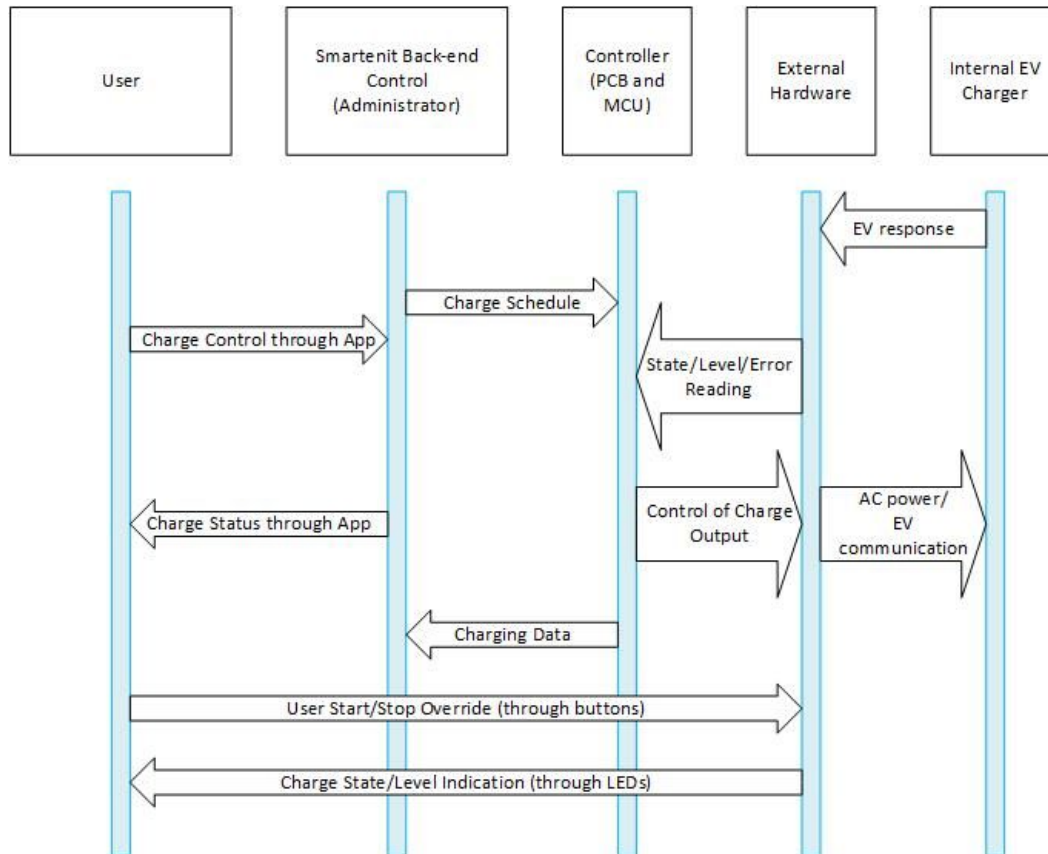 User
Smartenit Back-end
Control
(Administrator)
Controller
(PCB and
MCU)
External
Hardware
Internal EV
Charger
EV response
Charge Schedule
Charge Control through App
State/Level/Error
Reading
Charge Status through App
Control of Charge
Output
AC power/
EV
communication
Charging Data
User Start/Stop Override (through buttons)
Charge State/Level Indication (through LEDs)